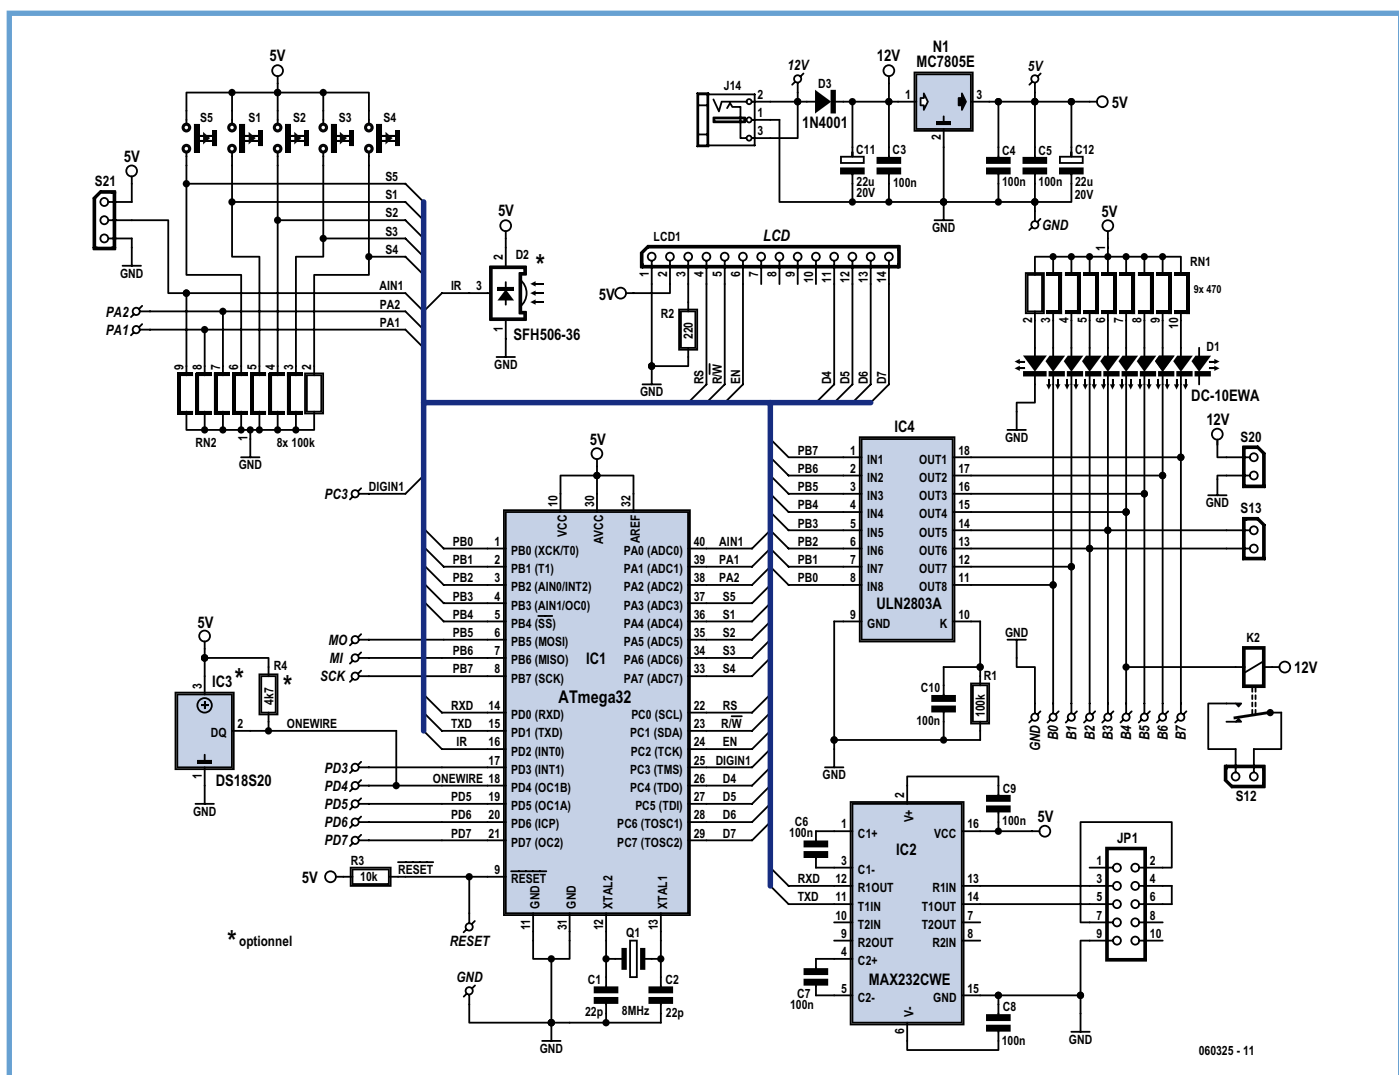 5V
S5
S1
S2
S3
S4
5V
S21
GND
S5
S1
S2
S3
S4
AIN1
PA2
PA1
PA2
PA1
9
8
7
6
5
4
3
2
RN2
1
8x 100k
GND
PC3
DIGIN1
5V
2
D2
*
IR
3
1
SFH506-36
GND
J14
2
1
3
12V
D3
1N4001
12V
N1
MC7805E
1
3
2
5V
5V
C11
22u
20V
C3
100n
C4
100n
C5
100n
C12
22u
20V
GND
GND
LCD1
LCD
1
2
3
4
5
6
7
8
9
10
11
12
13
14
5V
R2
220
GND
RS
R/W
EN
D4
D5
D6
D7
5V
1
RN1
9x 470
2
3
4
5
6
7
8
9
10
D1
DC-10EWA
GND
12V
S20
GND
S13
IC4
PB7
1
IN1
OUT1
18
PB6
2
IN2
OUT2
17
PB5
3
IN3
OUT3
16
PB4
4
IN4
OUT4
15
PB3
5
IN5
OUT5
14
PB2
6
IN6
OUT6
13
PB1
7
IN7
OUT7
12
PB0
8
IN8
OUT8
11
ULN2803A
9
GND
K
10
C10
100n
R1
100k
GND
GND
K2
12V
GND
B0
B1
B2
B3
B4
B5
B6
B7
S12
5V
10
30
32
VCC
AVCC
AREF
PB0
1
PB0 (XCK/T0)
PA0 (ADC0)
40
AIN1
PB1
2
PB1 (T1)
PA1 (ADC1)
39
PA1
PB2
3
PB2 (AIN0/INT2)
PA2 (ADC2)
38
PA2
PB3
4
PB3 (AIN1/OC0)
PA3 (ADC3)
37
S5
PB4
5
PB4 (SS)
PA4 (ADC4)
36
S1
MO
PB5
6
PB5 (MOSI)
PA5 (ADC5)
35
S2
MI
PB6
7
PB6 (MISO)
PA6 (ADC6)
34
S3
SCK
PB7
8
PB7 (SCK)
PA7 (ADC7)
33
S4
IC1
ATmega32
RXD
14
PD0 (RXD)
PC0 (SCL)
22
RS
TXD
15
PD1 (TXD)
PC1 (SDA)
23
R/W
IR
16
PD2 (INT0)
PC2 (TCK)
24
EN
PD3
17
PD3 (INT1)
PC3 (TMS)
25
DIGIN1
PD4
ONEWIRE
18
PD4 (OC1B)
PC4 (TDO)
26
D4
PD5
PD5
19
PD5 (OC1A)
PC5 (TDI)
27
D5
PD6
PD6
20
PD6 (ICP)
PC6 (TOSC1)
28
D6
PD7
PD7
21
PD7 (OC2)
PC7 (TOSC2)
29
D7
5V
R3
10k
RESET
9
RESET
GND
GND
XTAL2
XTAL1
11
31
12
13
RESET
GND
Q1
8MHz
C1
22p
C2
22p
GND
5V
IC3
*
3
R4
*
4k7
DQ
2
ONEWIRE
1
DS18S20
GND
* optionnel
2
V+
C9
100n
C6
100n
1
C1+
VCC
16
5V
3
C1-
IC2
RXD
12
R1OUT
R1IN
13
TXD
11
T1IN
T1OUT
14
10
T2IN
T2OUT
7
9
R2OUT
R2IN
8
4
C2+
C7
100n
MAX232CWE
5
C2-
GND
15
V-
6
C8
100n
GND
JP1
1
2
3
4
5
6
7
8
9
10
060325 - 11